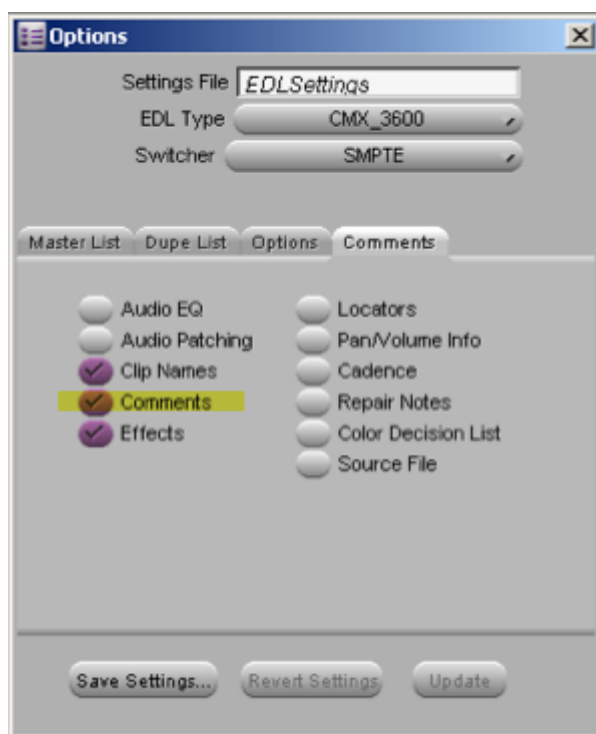 Options
Settings File EDLSettings
EDL Type CMX_3600
Switcher SMPTE
Master List Dupe List Options Comments
Audio EQ
Audio Patching
Clip Names
Comments
Effects
Locators
Pan/Volume Info
Cadence
Repair Notes
Color Decision List
Source File
Save Settings... Revert Settings Update